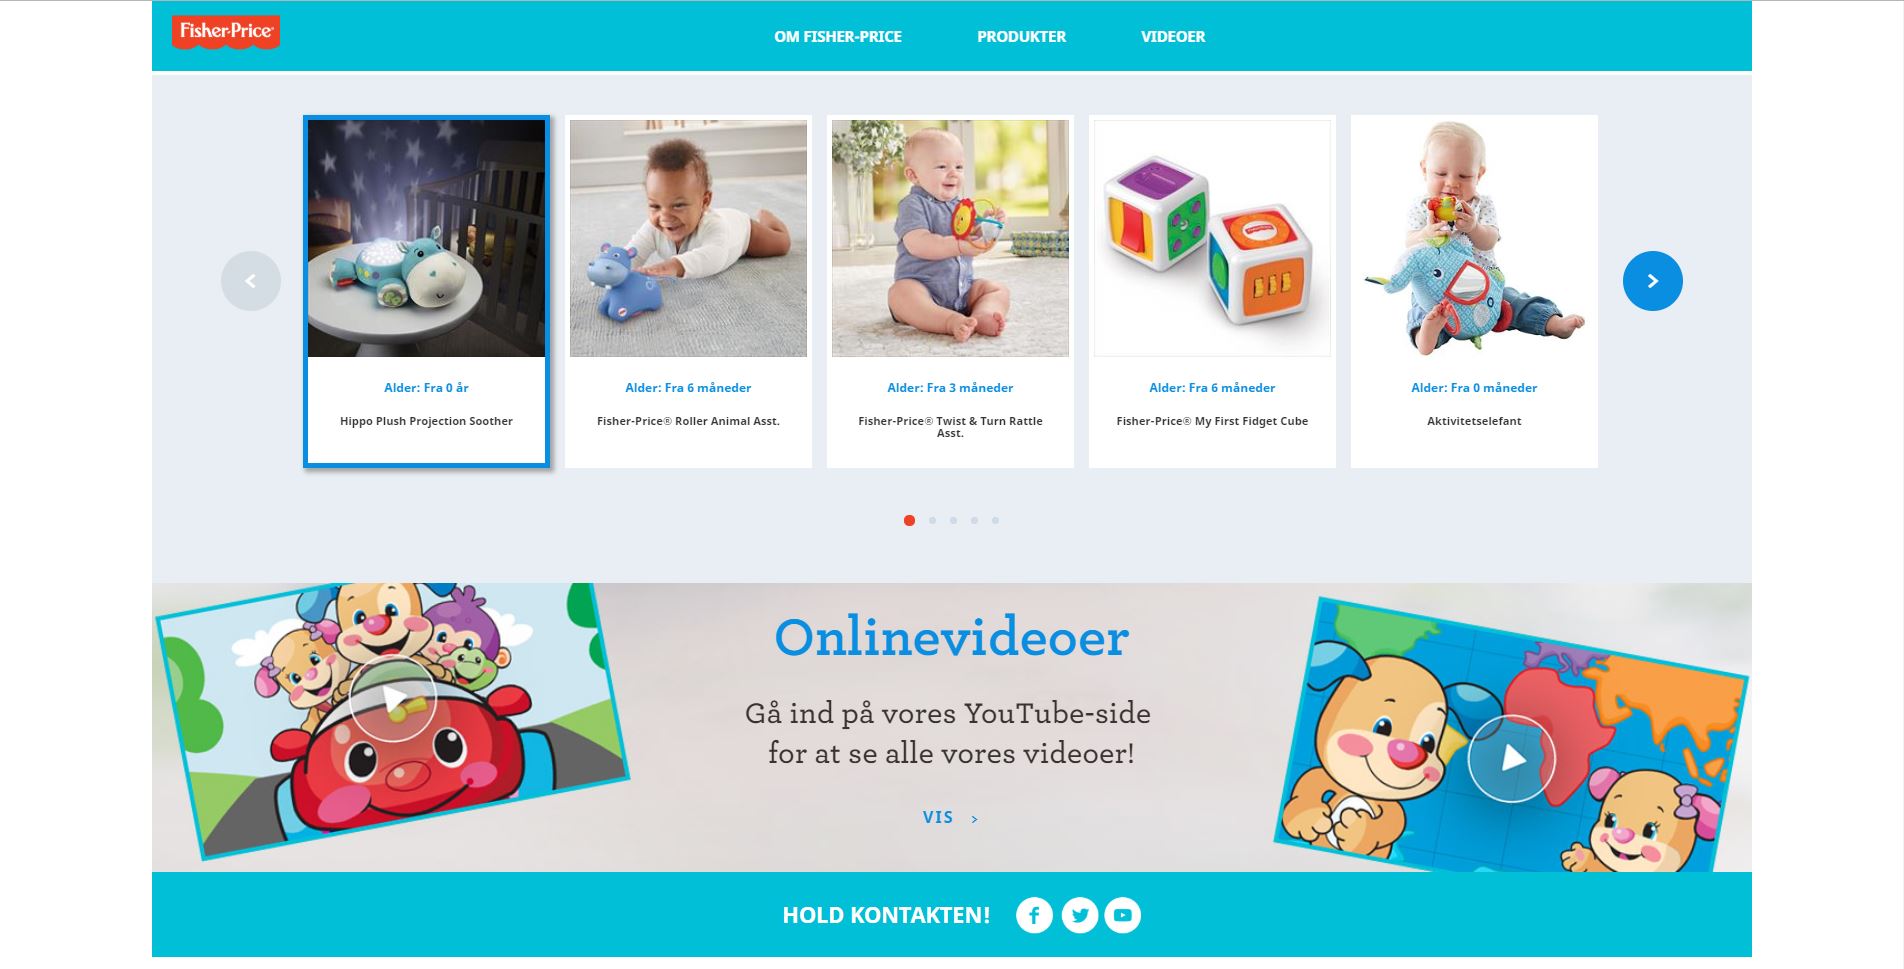 Fisher-Price
OM FISHER-PRICE
PRODUKTER
VIDEOER
Alder: Fra 0 år
Hippo Plush Projection Soother
Alder: Fra 6 måneder
Fisher-Price® Roller Animal Asst.
Alder: Fra 3 måneder
Fisher-Price® Twist & Turn Rattle
Asst.
Alder: Fra 6 måneder
Fisher-Price® My First Fidget Cube
Alder: Fra 0 måneder
Aktivitetselefant
Onlinevideoer
Gå ind på vores YouTube-side
for at se alle vores videoer!
VIS
HOLD KONTAKTEN!